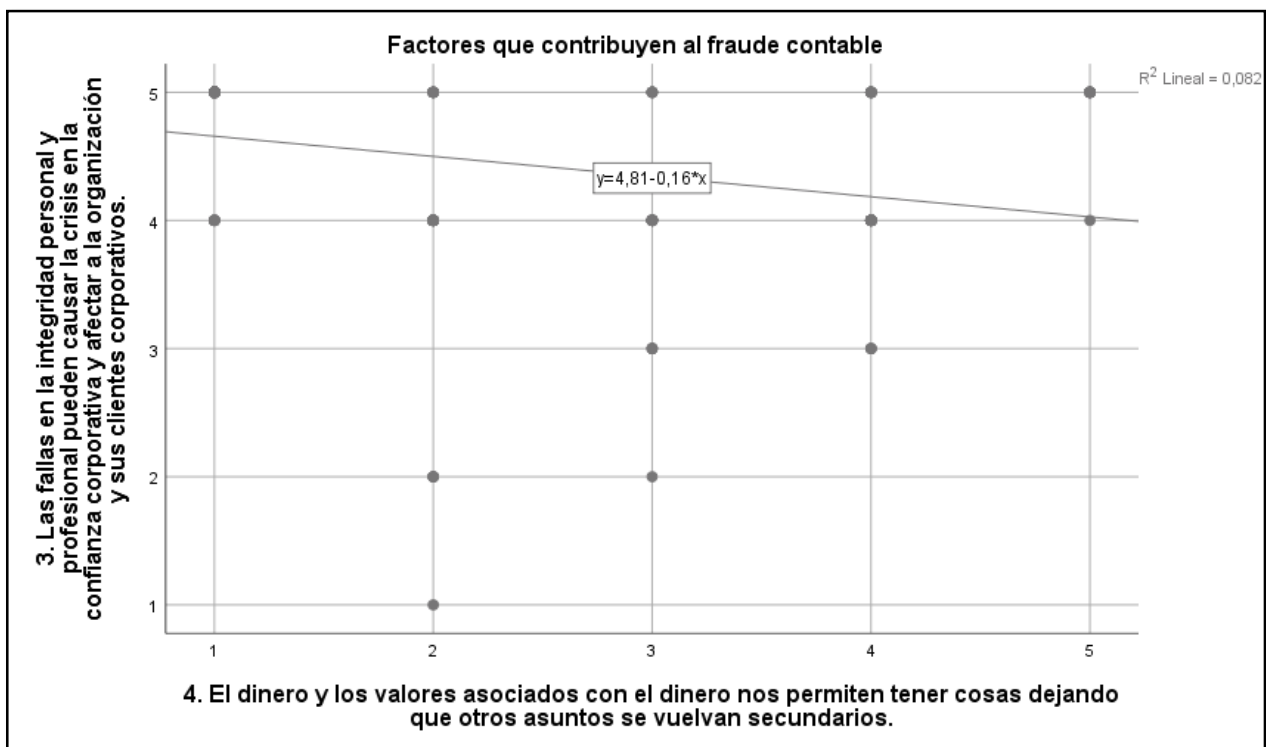 Factores que contribuyen al fraude contable
R² Lineal = 0,082
3. Las fallas en la integridad personal y
profesional pueden causar la crisis en la
confianza corporativa y afectar a la organización
y sus clientes corporativos.
5
4
3
2
1
y=4,81-0,16*x
1 2 3 4 5
4. El dinero y los valores asociados con el dinero nos permiten tener cosas dejando
que otros asuntos se vuelvan secundarios.